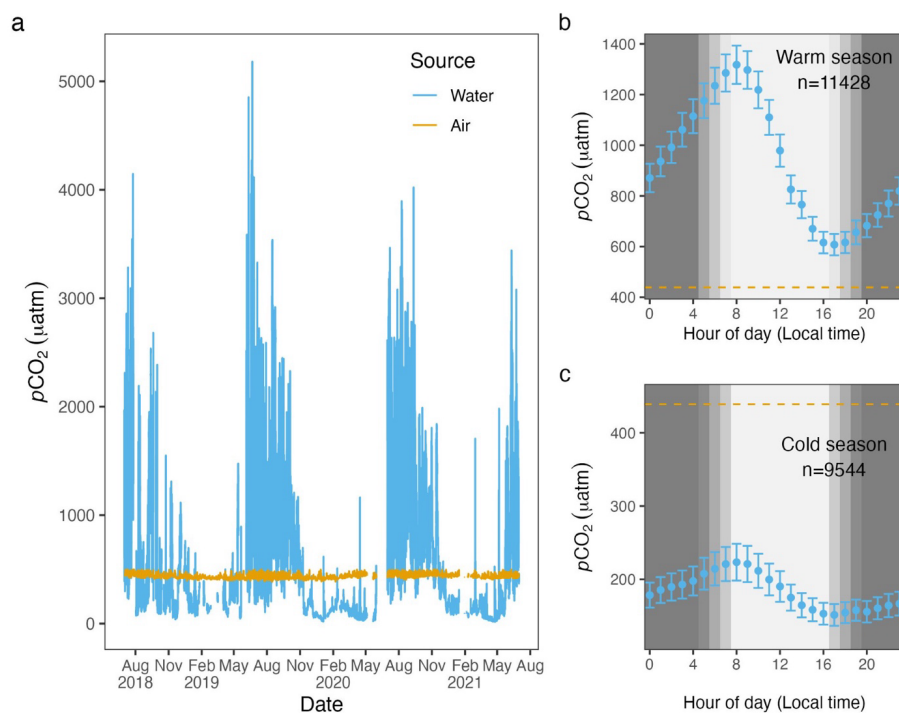 a
Source
Water
Air
pCO₂ (μatm)
5000
4000
3000
2000
1000
0
Aug Nov Feb May Aug Nov Feb May Aug Nov Feb May Aug
2018 2019 2020 2021
Date
b
Warm season
n=11428
pCO₂ (μatm)
1400
1200
1000
800
600
400
0 4 8 12 16 20
Hour of day (Local time)
c
Cold season
n=9544
pCO₂ (μatm)
400
300
200
0 4 8 12 16 20
Hour of day (Local time)